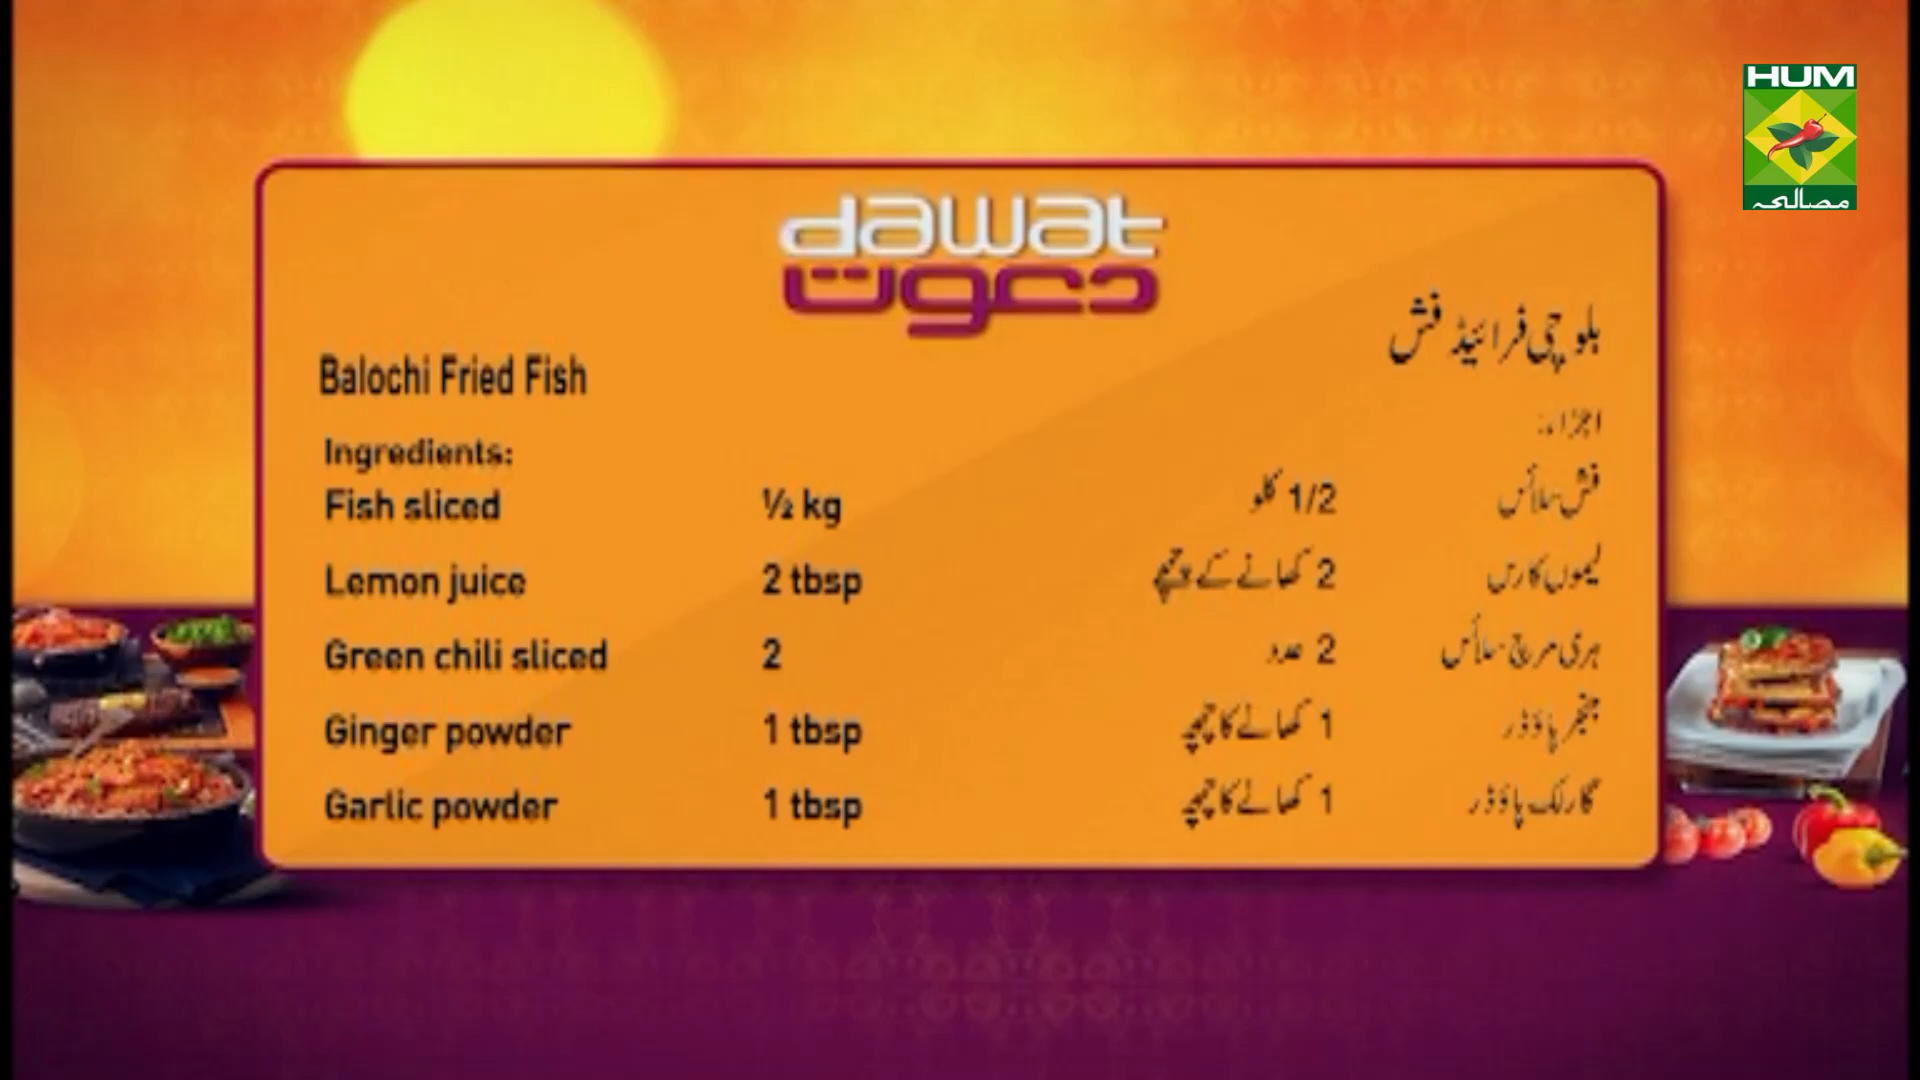 HUM
مصالحہ
dawat
دعوت
بلوچی فرائیڈ فش
Balochi Fried Fish
اجزاء:
Ingredients:
Fish sliced ½ kg 1/2 کلو فش سلائس
Lemon juice 2 tbsp 2 کھانے کے چمچے لیموں کا رس
Green chili sliced 2 2 عدد ہری مرچ سلائس
Ginger powder 1 tbsp 1 کھانے کا چمچہ جنجر پاؤڈر
Garlic powder 1 tbsp 1 کھانے کا چمچہ گارلک پاؤڈر